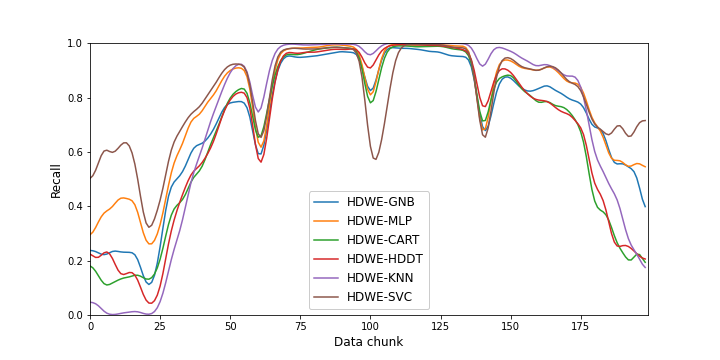 1.0
0.8
0.6
0.4
0.2
0.0
Recall
HDWE-GNB
HDWE-MLP
HDWE-CART
HDWE-HDDT
HDWE-KNN
HDWE-SVC
0 25 50 75 100 125 150 175
Data chunk